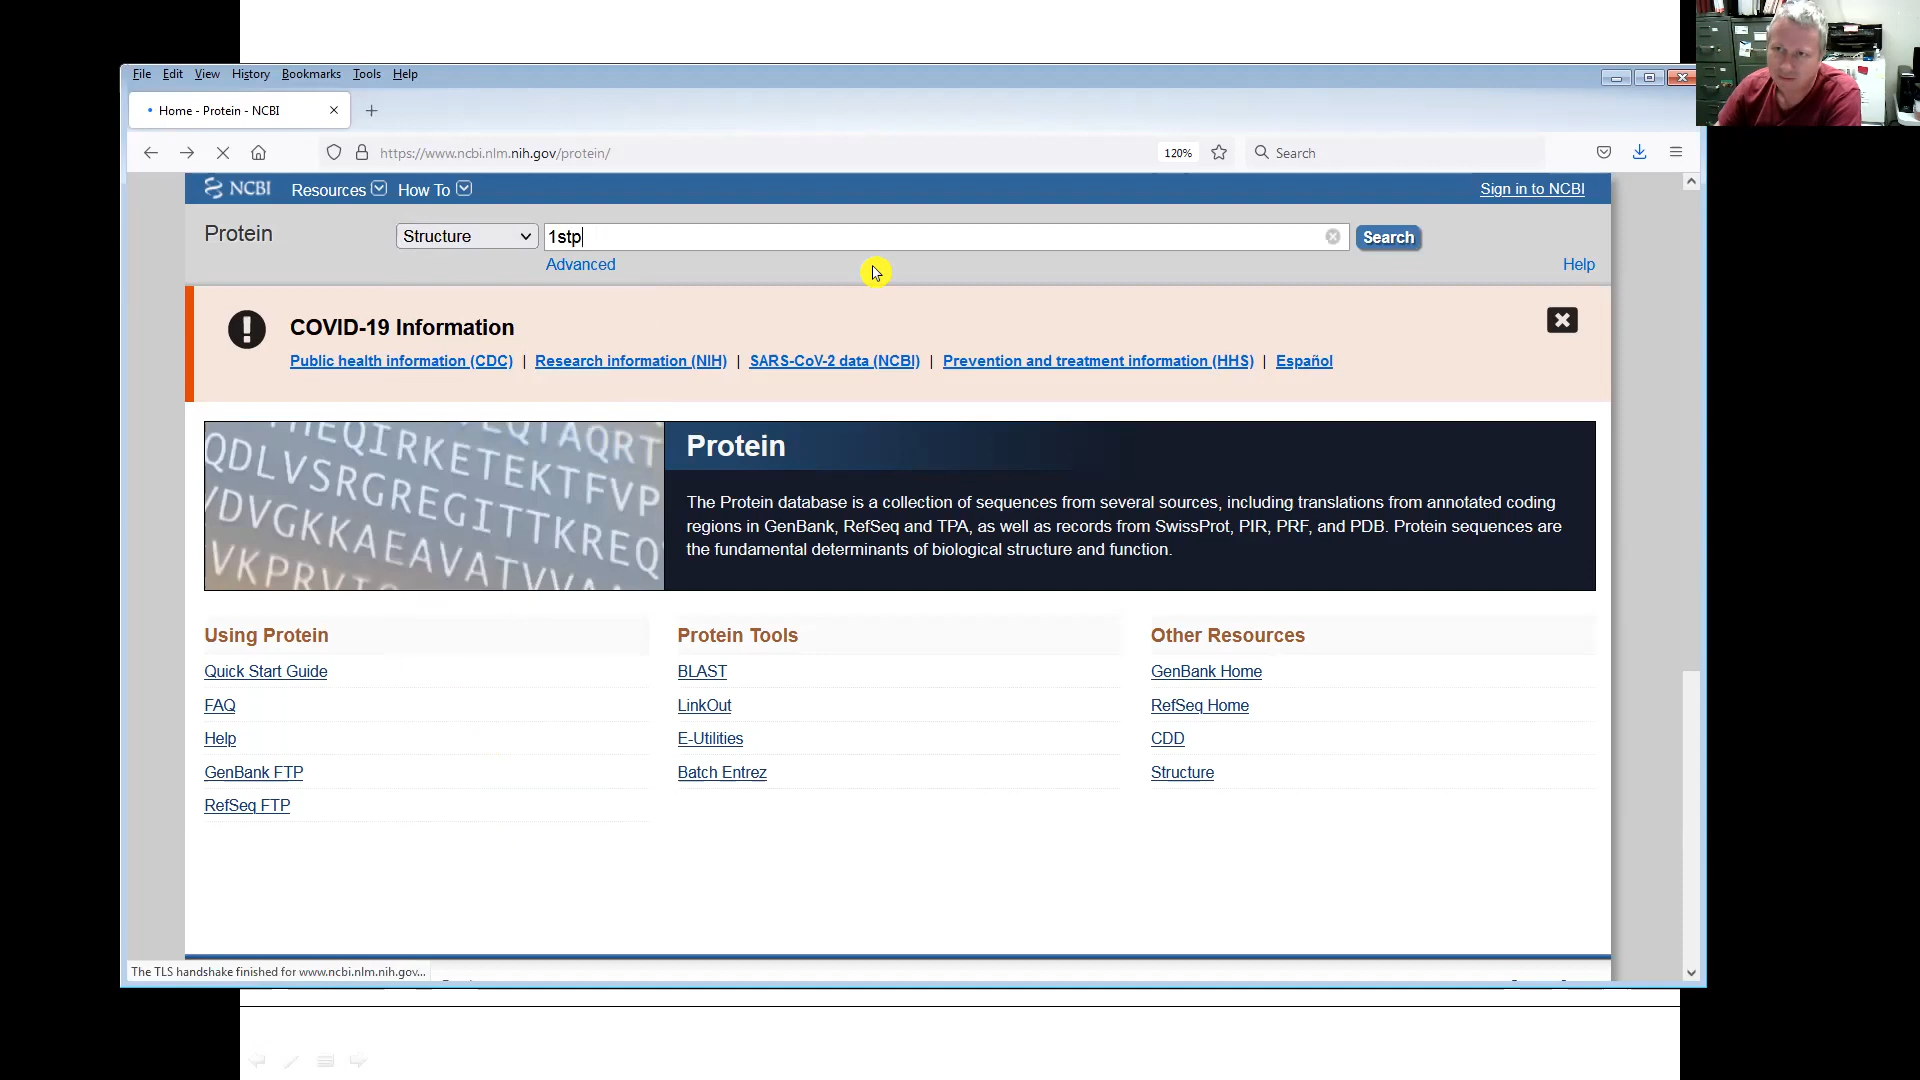 File Edit View History Bookmarks Tools Help
Home - Protein - NCBI
https://www.ncbi.nlm.nih.gov/protein/
120%
Search
NCBI Resources How To
Sign in to NCBI
Protein
Structure
1stp
Search
Advanced
Help
COVID-19 Information
Public health information (CDC) | Research information (NIH) | SARS-CoV-2 data (NCBI) | Prevention and treatment information (HHS) | Español
EQIRKETEKTFVP
QDLVSRGREGITTKREQ
VDVGKKAEAVATVVA
Protein
The Protein database is a collection of sequences from several sources, including translations from annotated coding
regions in GenBank, RefSeq and TPA, as well as records from SwissProt, PIR, PRF, and PDB. Protein sequences are
the fundamental determinants of biological structure and function.
Using Protein
Quick Start Guide
FAQ
Help
GenBank FTP
RefSeq FTP
Protein Tools
BLAST
LinkOut
E-Utilities
Batch Entrez
Other Resources
GenBank Home
RefSeq Home
CDD
Structure
The TLS handshake finished for www.ncbi.nlm.nih.gov...